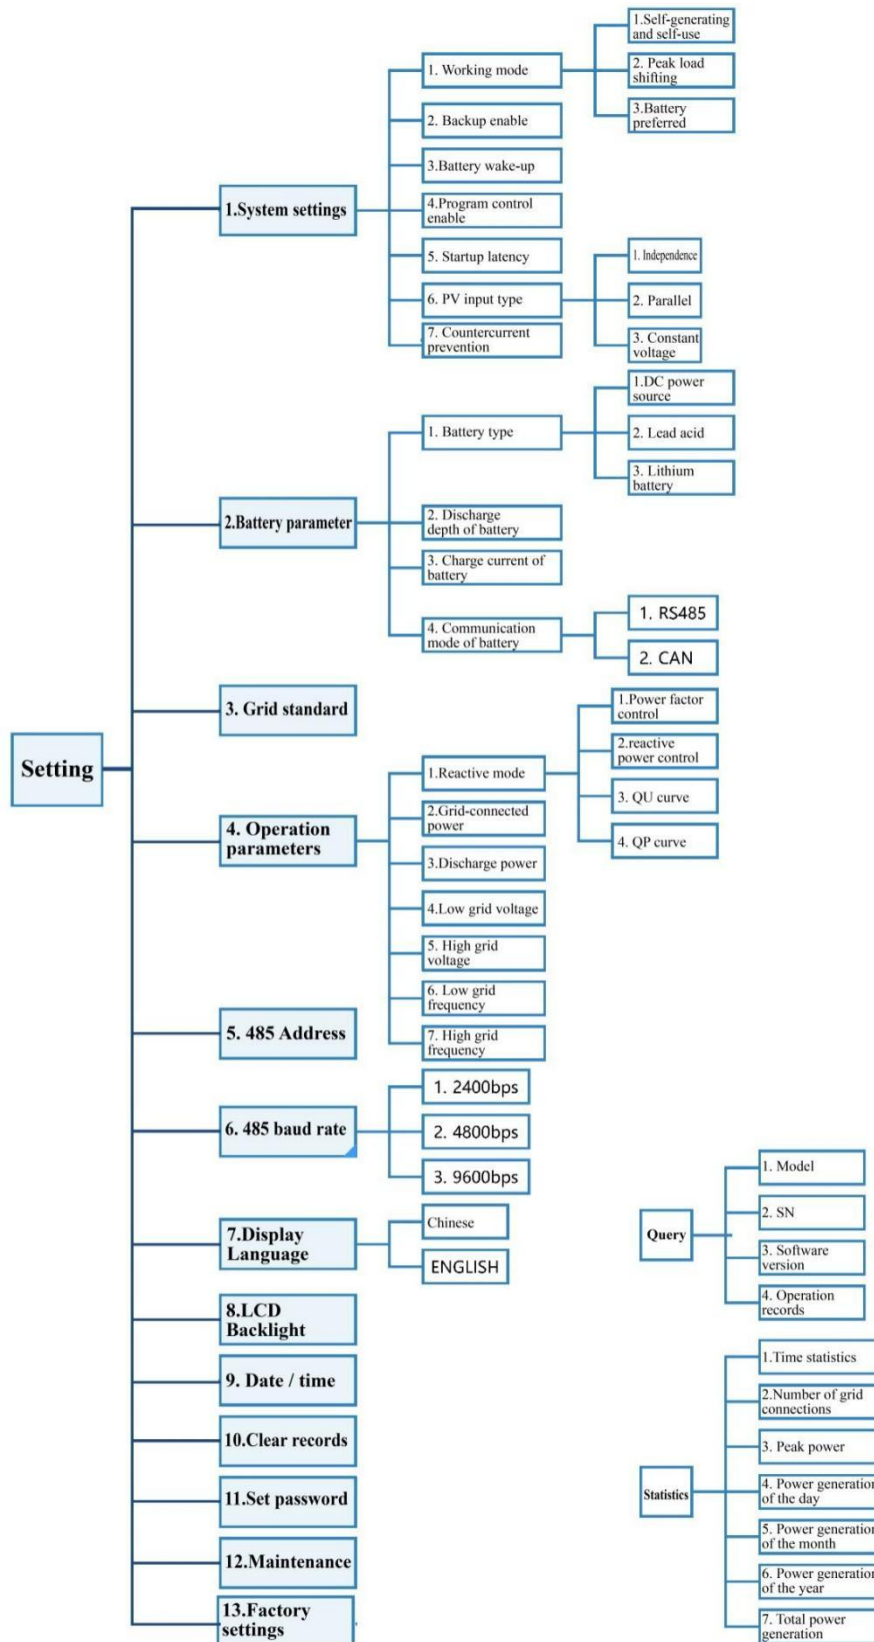 Setting
1.System settings
1. Working mode
1.Self-generating
and self-use
2. Peak load
shifting
3.Battery
preferred
2. Backup enable
3.Battery wake-up
4.Program control
enable
5. Startup latency
6. PV input type
1. Independence
2. Parallel
3. Constant
voltage
7. Countercurrent
prevention
2.Battery parameter
1. Battery type
1.DC power
source
2. Lead acid
3. Lithium
battery
2. Discharge
depth of battery
3. Charge current of
battery
4. Communication
mode of battery
1. RS485
2. CAN
3. Grid standard
4. Operation
parameters
1.Reactive mode
1.Power factor
control
2.reactive
power control
3. QU curve
4. QP curve
2.Grid-connected
power
3.Discharge power
4.Low grid voltage
5. High grid
voltage
6. Low grid
frequency
7. High grid
frequency
5. 485 Address
6. 485 baud rate
1. 2400bps
2. 4800bps
3. 9600bps
7.Display
Language
Chinese
ENGLISH
8.LCD
Backlight
9. Date / time
10.Clear records
11.Set password
12.Maintenance
13.Factory
settings
Query
1. Model
2. SN
3. Software
version
4. Operation
records
Statistics
1.Time statistics
2.Number of grid
connections
3. Peak power
4. Power generation
of the day
5. Power generation
of the month
6. Power generation
of the year
7. Total power
generation